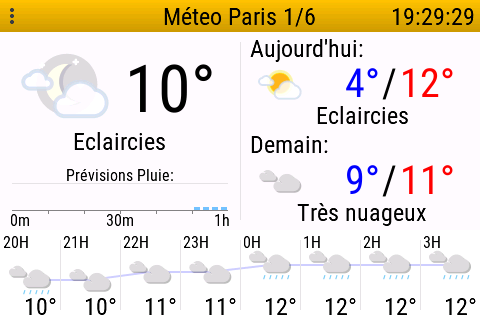 Méteo Paris 1/6 19:29:29
10°
Eclaircies
Prévisions Pluie:
0m 30m 1h
Aujourd'hui:
4°/12°
Eclaircies
Demain:
9°/11°
Très nuageux
20H 21H 22H 23H 0H 1H 2H 3H
10° 10° 11° 11° 12° 12° 12° 12°